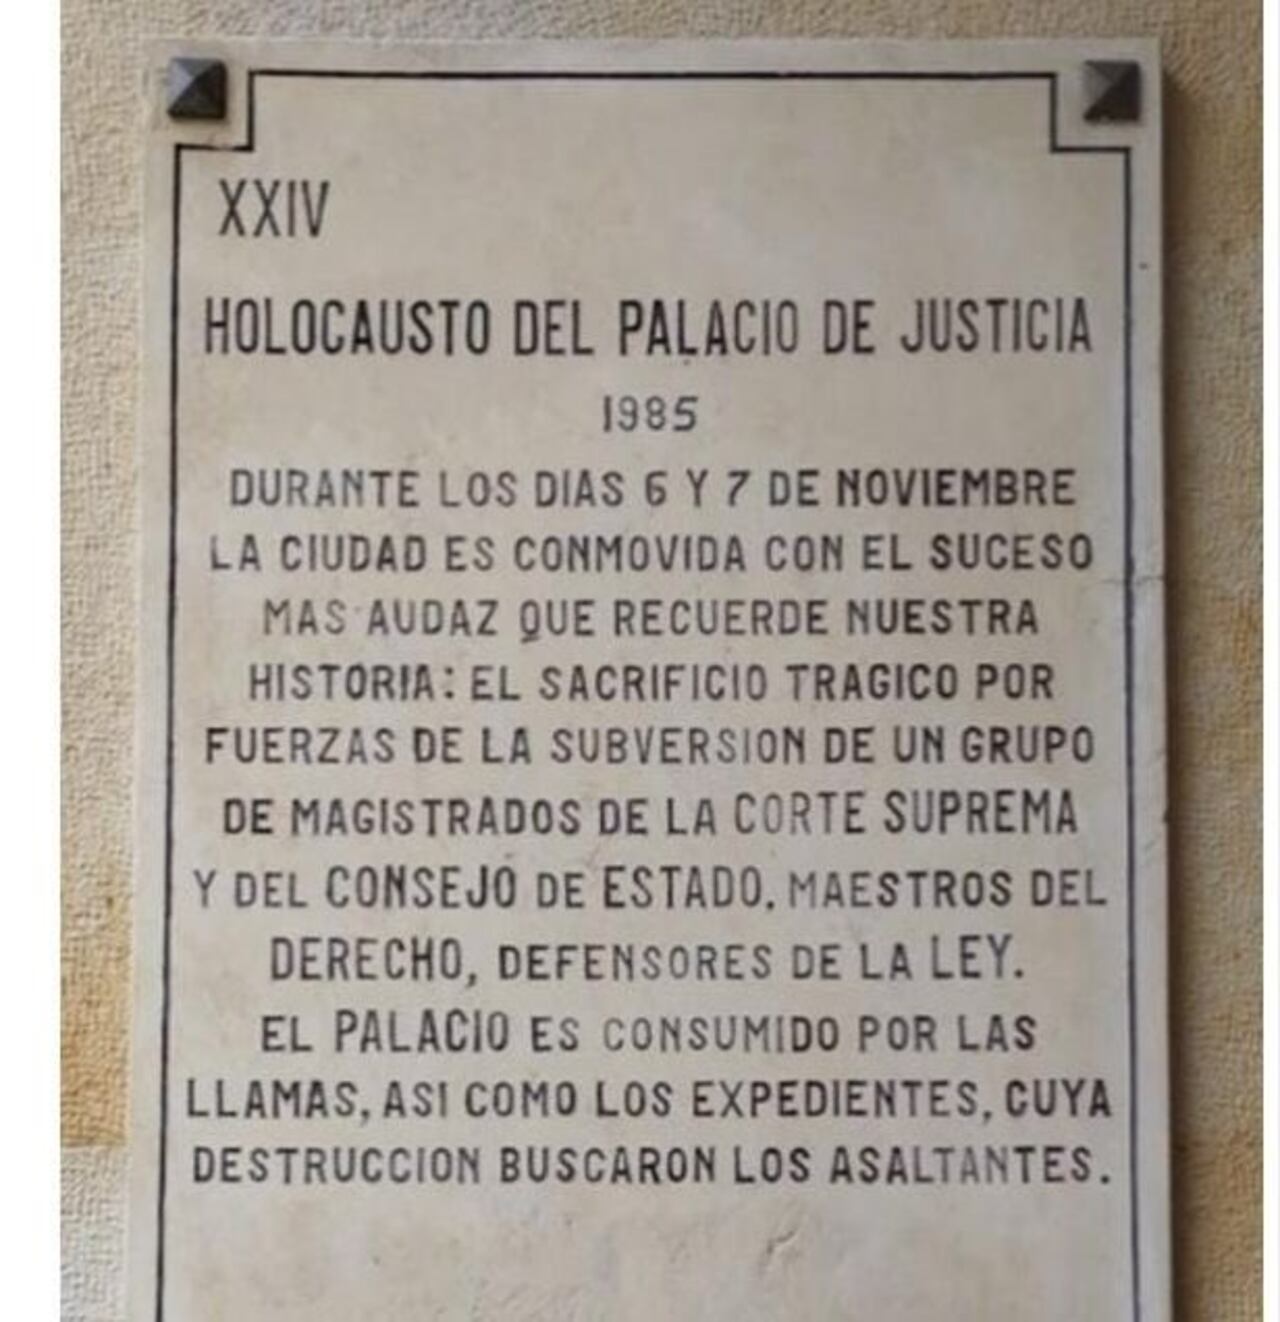 XXIV
HOLOCAUSTO DEL PALACIO DE JUSTICIA
1985
DURANTE LOS DIAS 6 Y 7 DE NOVIEMBRE
LA CIUDAD ES CONMOVIDA CON EL SUCESO
MAS AUDAZ QUE RECUERDE NUESTRA
HISTORIA: EL SACRIFICIO TRAGICO POR
FUERZAS DE LA SUBVERSION DE UN GRUPO
DE MAGISTRADOS DE LA CORTE SUPREMA
Y DEL CONSEJO DE ESTADO, MAESTROS DEL
DERECHO, DEFENSORES DE LA LEY.
EL PALACIO ES CONSUMIDO POR LAS
LLAMAS, ASI COMO LOS EXPEDIENTES, CUYA
DESTRUCCION BUSCARON LOS ASALTANTES.